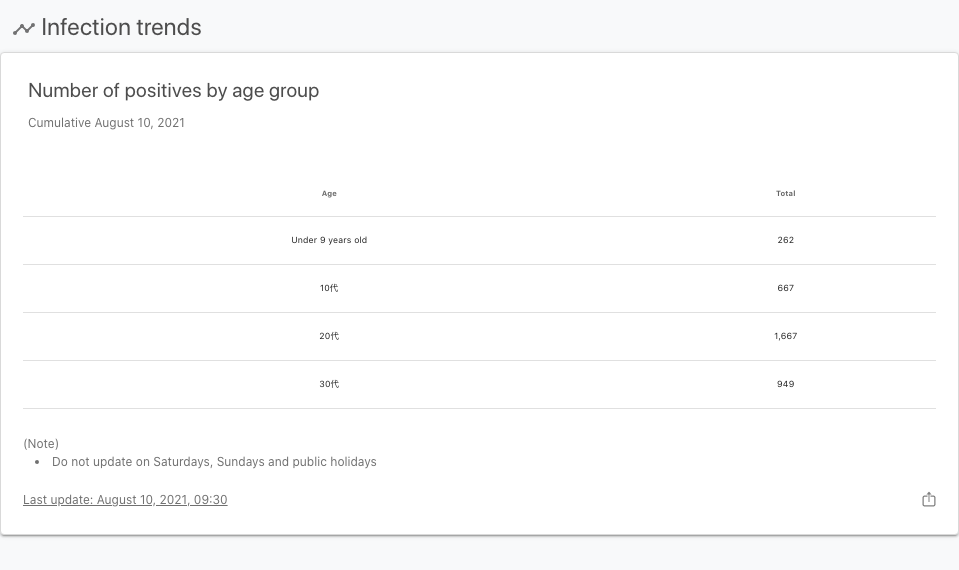 Infection trends
Number of positives by age group
Cumulative August 10, 2021
Age Total
Under 9 years old 262
10代 667
20代 1,667
30代 949
(Note)
• Do not update on Saturdays, Sundays and public holidays
Last update: August 10, 2021, 09:30